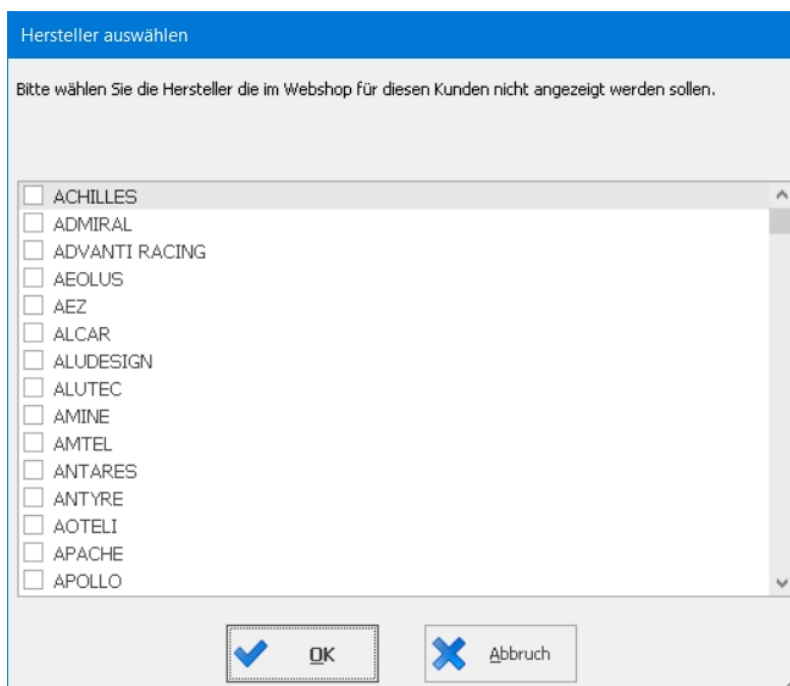 Hersteller auswählen
Bitte wählen Sie die Hersteller die im Webshop für diesen Kunden nicht angezeigt werden sollen.
ACHILLES
ADMIRAL
ADVANTI RACING
AEOLUS
AEZ
ALCAR
ALUDESIGN
ALUTEC
AMINE
AMTEL
ANTARES
ANTYRE
AOTELI
APACHE
APOLLO
OK
Abbruch